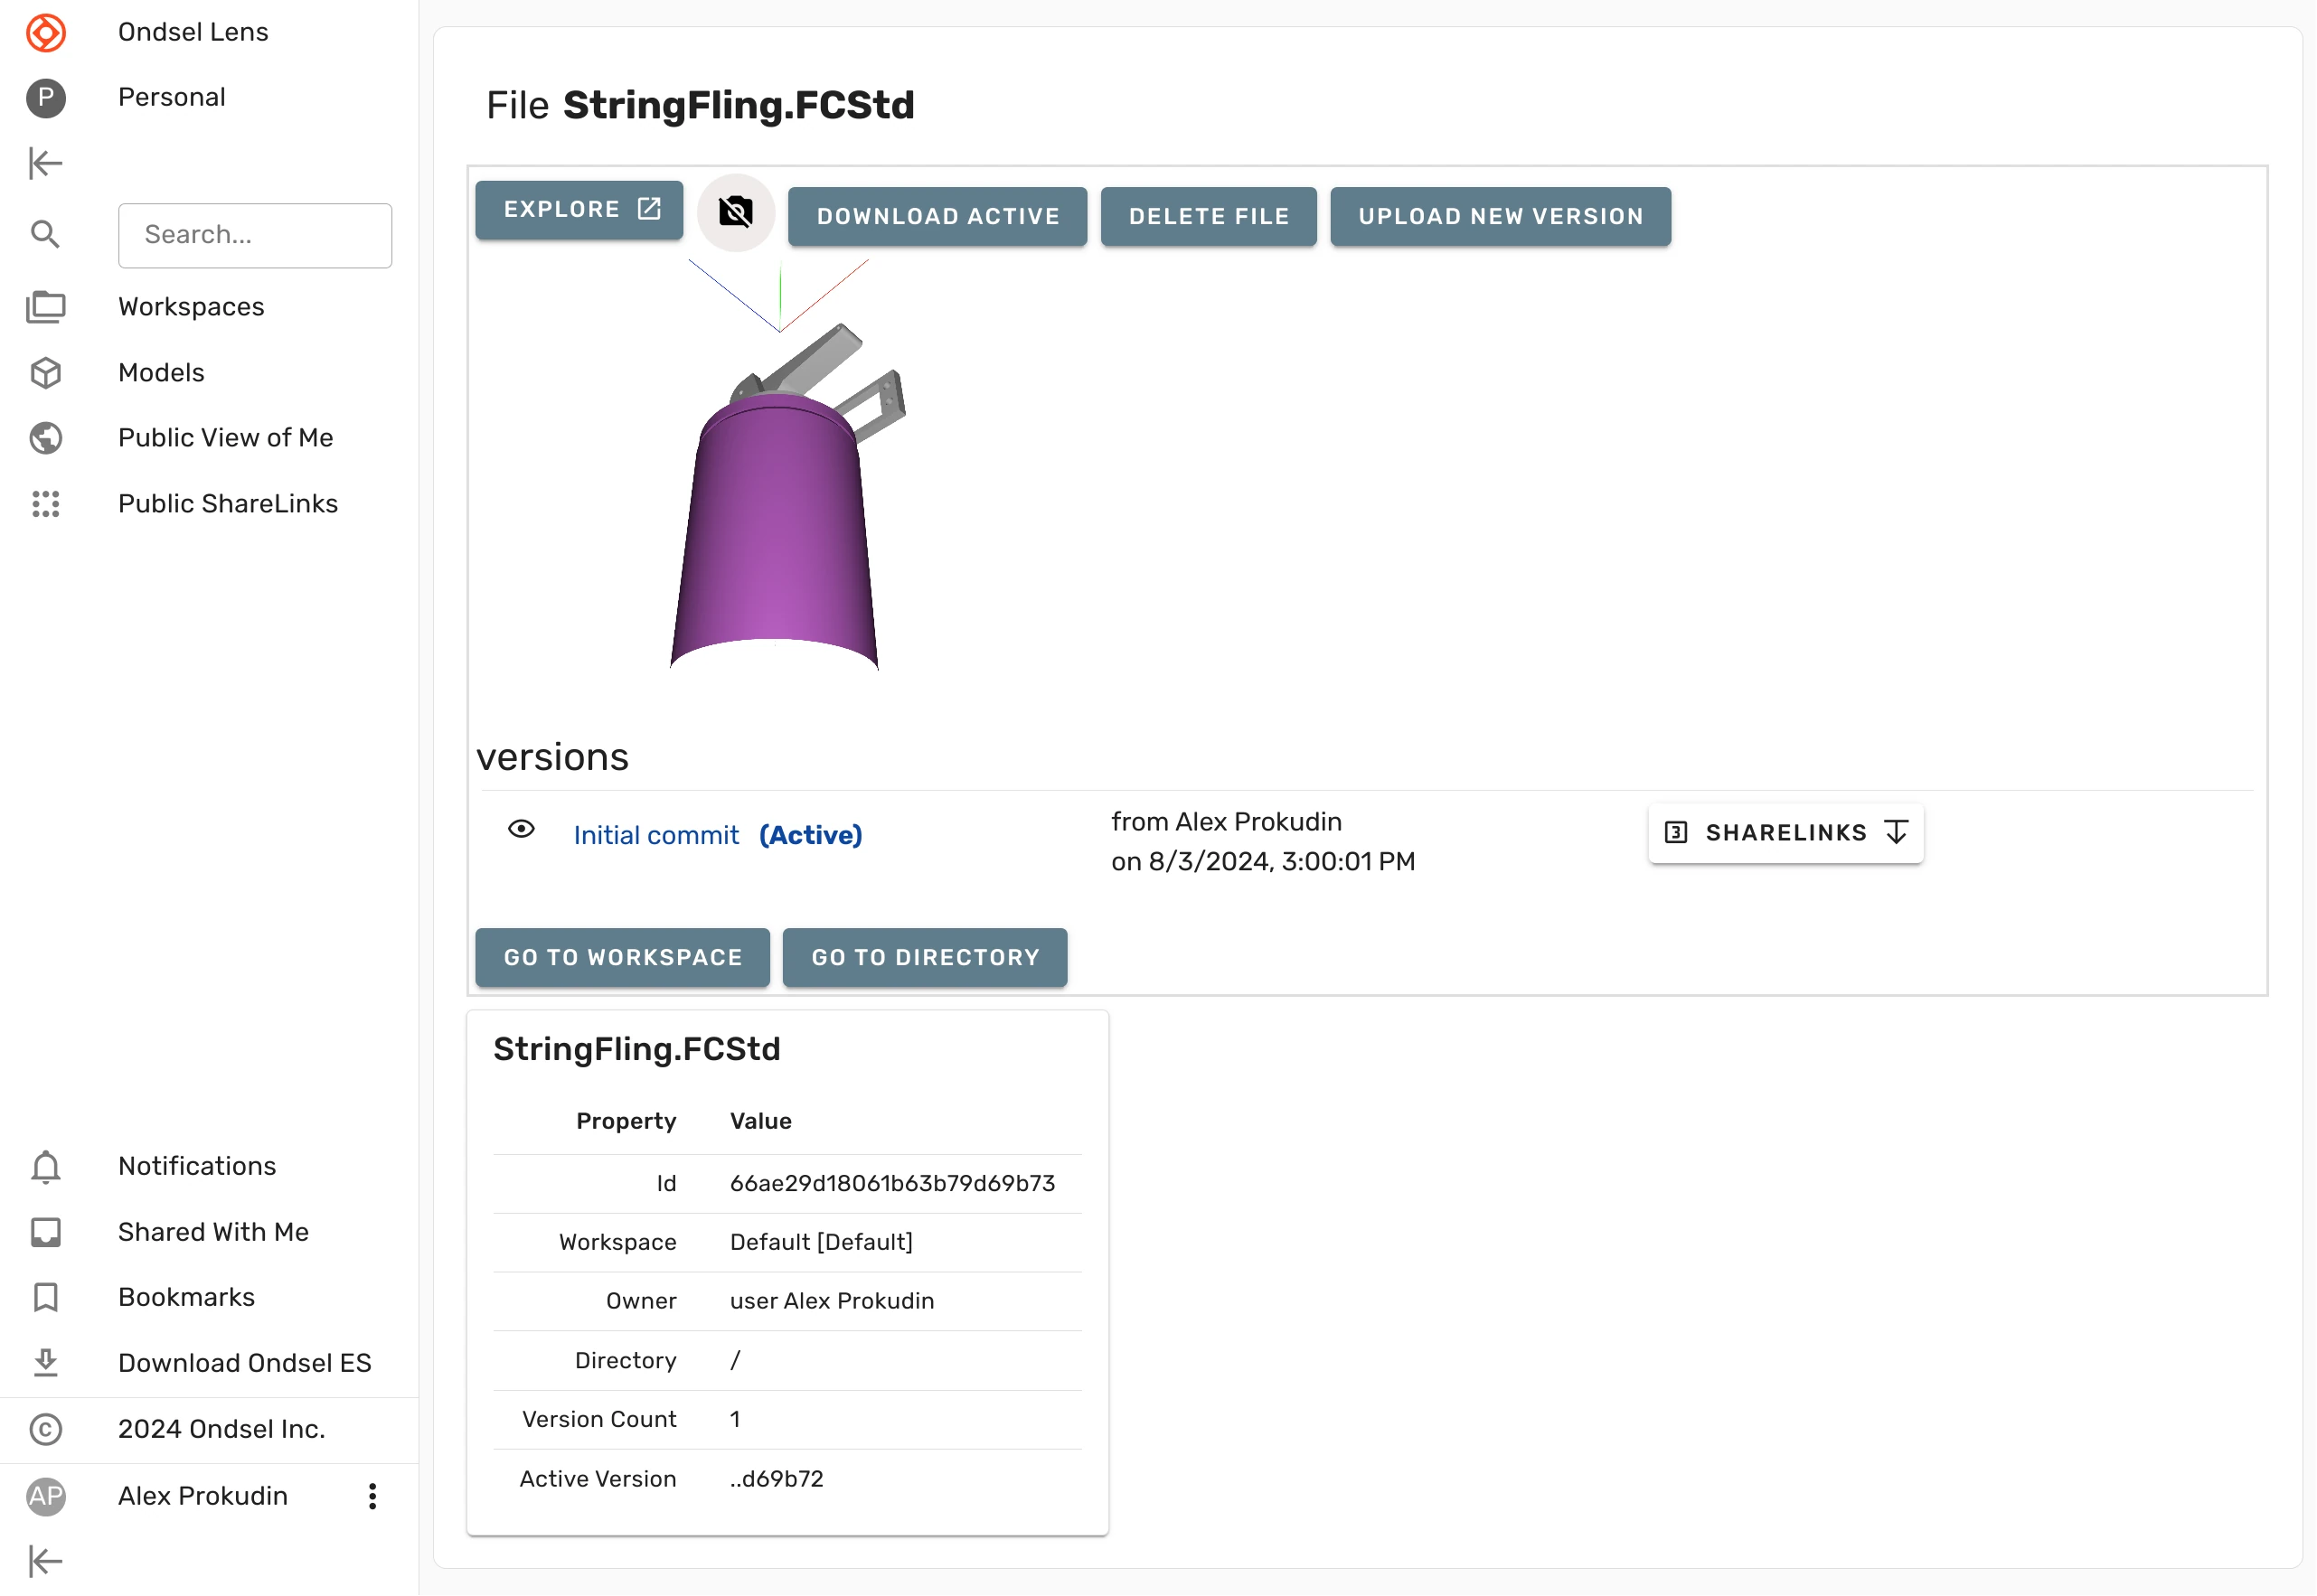 Ondsel Lens
P Personal
Search...
Workspaces
Models
Public View of Me
Public ShareLinks
Notifications
Shared With Me
Bookmarks
Download Ondsel ES
© 2024 Ondsel Inc.
AP Alex Prokudin
File StringFling.FCStd
EXPLORE DOWNLOAD ACTIVE DELETE FILE UPLOAD NEW VERSION
versions
Initial commit (Active)
from Alex Prokudin
on 8/3/2024, 3:00:01 PM
3 SHARELINKS
GO TO WORKSPACE GO TO DIRECTORY
StringFling.FCStd
Property Value
Id 66ae29d18061b63b79d69b73
Workspace Default [Default]
Owner user Alex Prokudin
Directory /
Version Count 1
Active Version ..d69b72